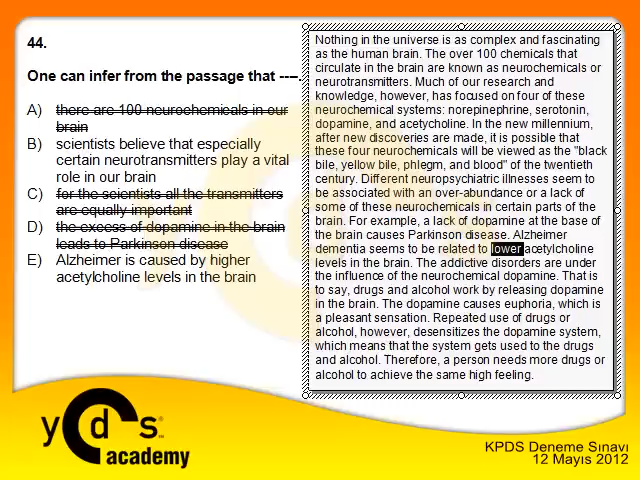 44.
One can infer from the passage that ----.
A) there are 100 neurochemicals in our
brain
B) scientists believe that especially
certain neurotransmitters play a vital
role in our brain
C) for the scientists all the transmitters
are equally important
D) the excess of dopamine in the brain
leads to Parkinson disease
E) Alzheimer is caused by higher
acetylcholine levels in the brain
Nothing in the universe is as complex and fascinating
as the human brain. The over 100 chemicals that
circulate in the brain are known as neurochemicals or
neurotransmitters. Much of our research and
knowledge, however, has focused on four of these
neurochemical systems: norepinephrine, serotonin,
dopamine, and acetycholine. In the new millennium,
after new discoveries are made, it is possible that
these four neurochemicals will be viewed as the "black
bile, yellow bile, phlegm, and blood" of the twentieth
century. Different neuropsychiatric illnesses seem to
be associated with an over-abundance or a lack of
some of these neurochemicals in certain parts of the
brain. For example, a lack of dopamine at the base of
the brain causes Parkinson disease. Alzheimer
dementia seems to be related to lower acetylcholine
levels in the brain. The addictive disorders are under
the influence of the neurochemical dopamine. That is
to say, drugs and alcohol work by releasing dopamine
in the brain. The dopamine causes euphoria, which is
a pleasant sensation. Repeated use of drugs or
alcohol, however, desensitizes the dopamine system,
which means that the system gets used to the drugs
and alcohol. Therefore, a person needs more drugs or
alcohol to achieve the same high feeling.
yds
academy
KPDS Deneme Sınavı
12 Mayıs 2012